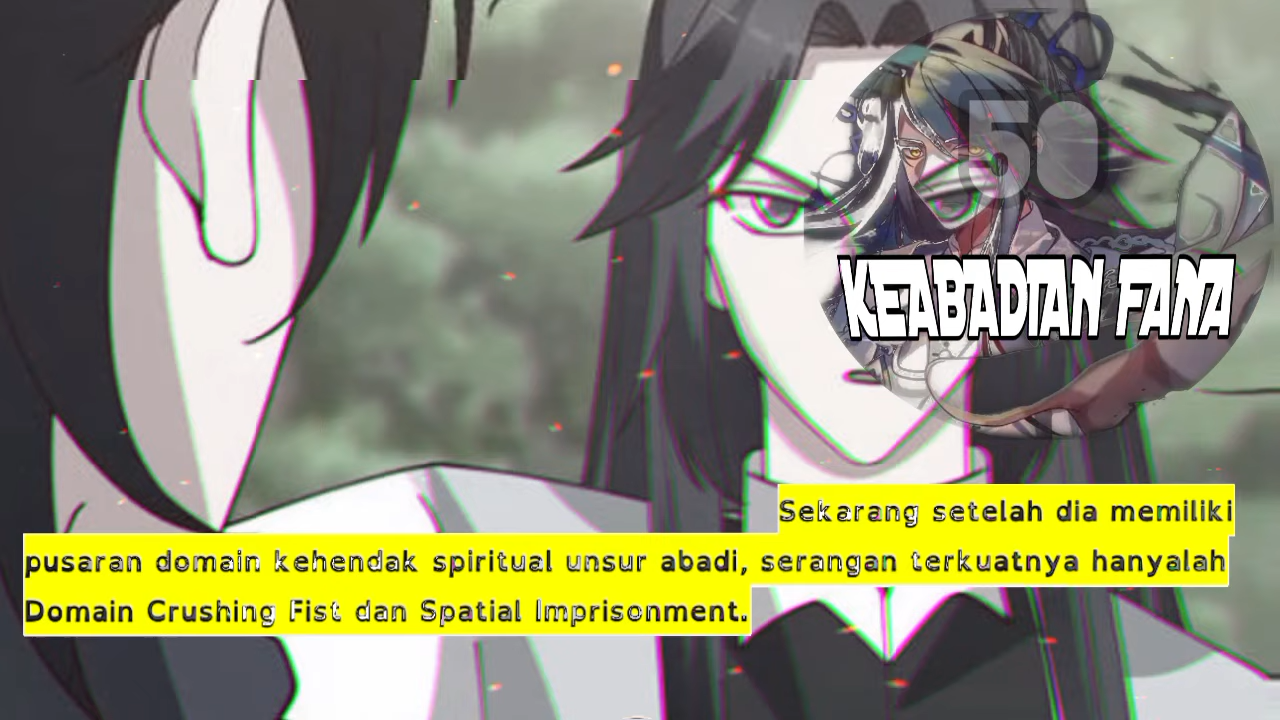 50
KEABADIAN FANA
Sekarang setelah dia memiliki
pusaran domain kehendak spiritual unsur abadi, serangan terkuatnya hanyalah
Domain Crushing Fist dan Spatial Imprisonment.